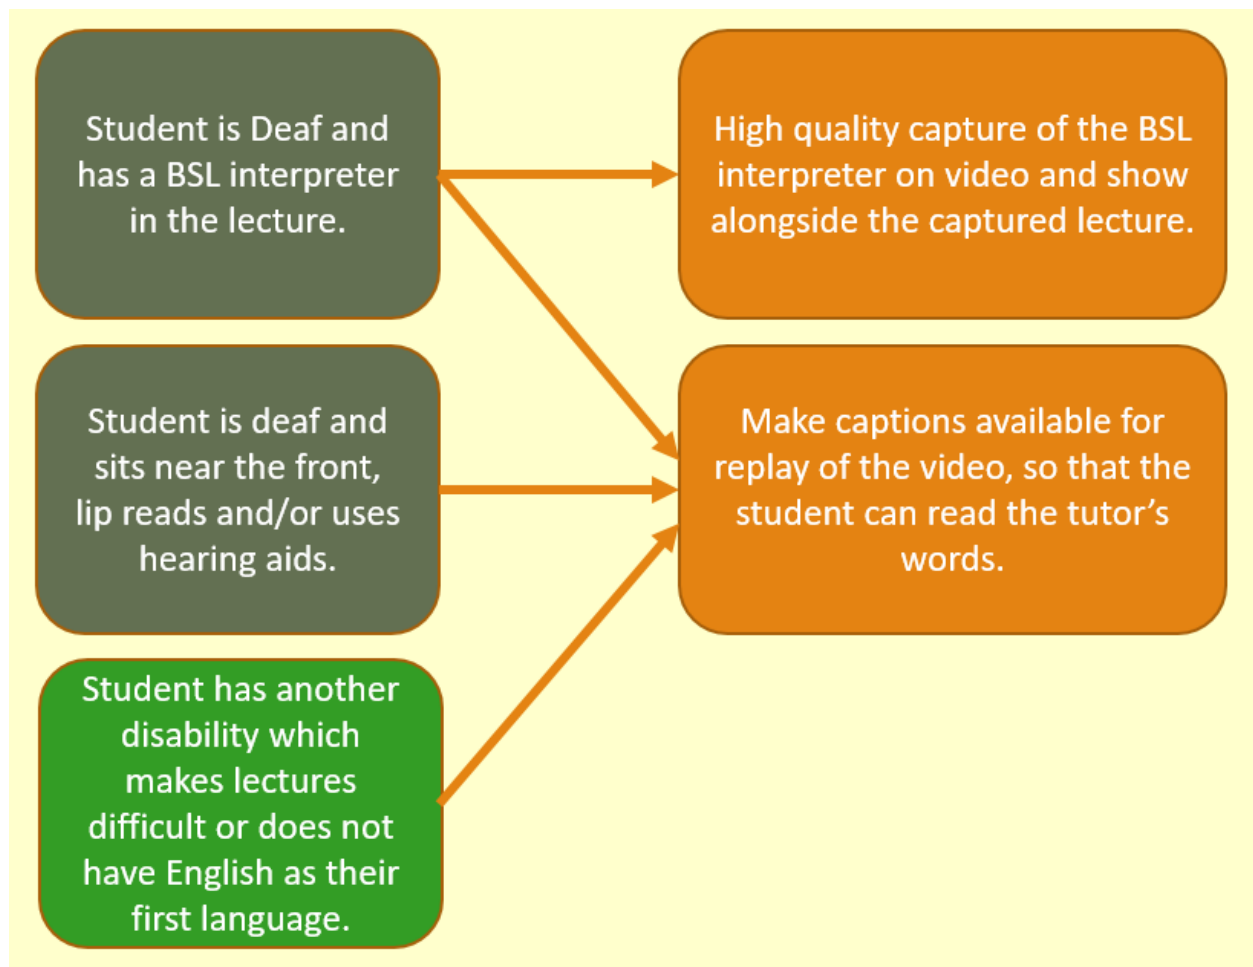 Student is Deaf and
has a BSL interpreter
in the lecture.
High quality capture of the BSL
interpreter on video and show
alongside the captured lecture.
Student is deaf and
sits near the front,
lip reads and/or uses
hearing aids.
Make captions available for
replay of the video, so that the
student can read the tutor’s
words.
Student has another
disability which
makes lectures
difficult or does not
have English as their
first language.